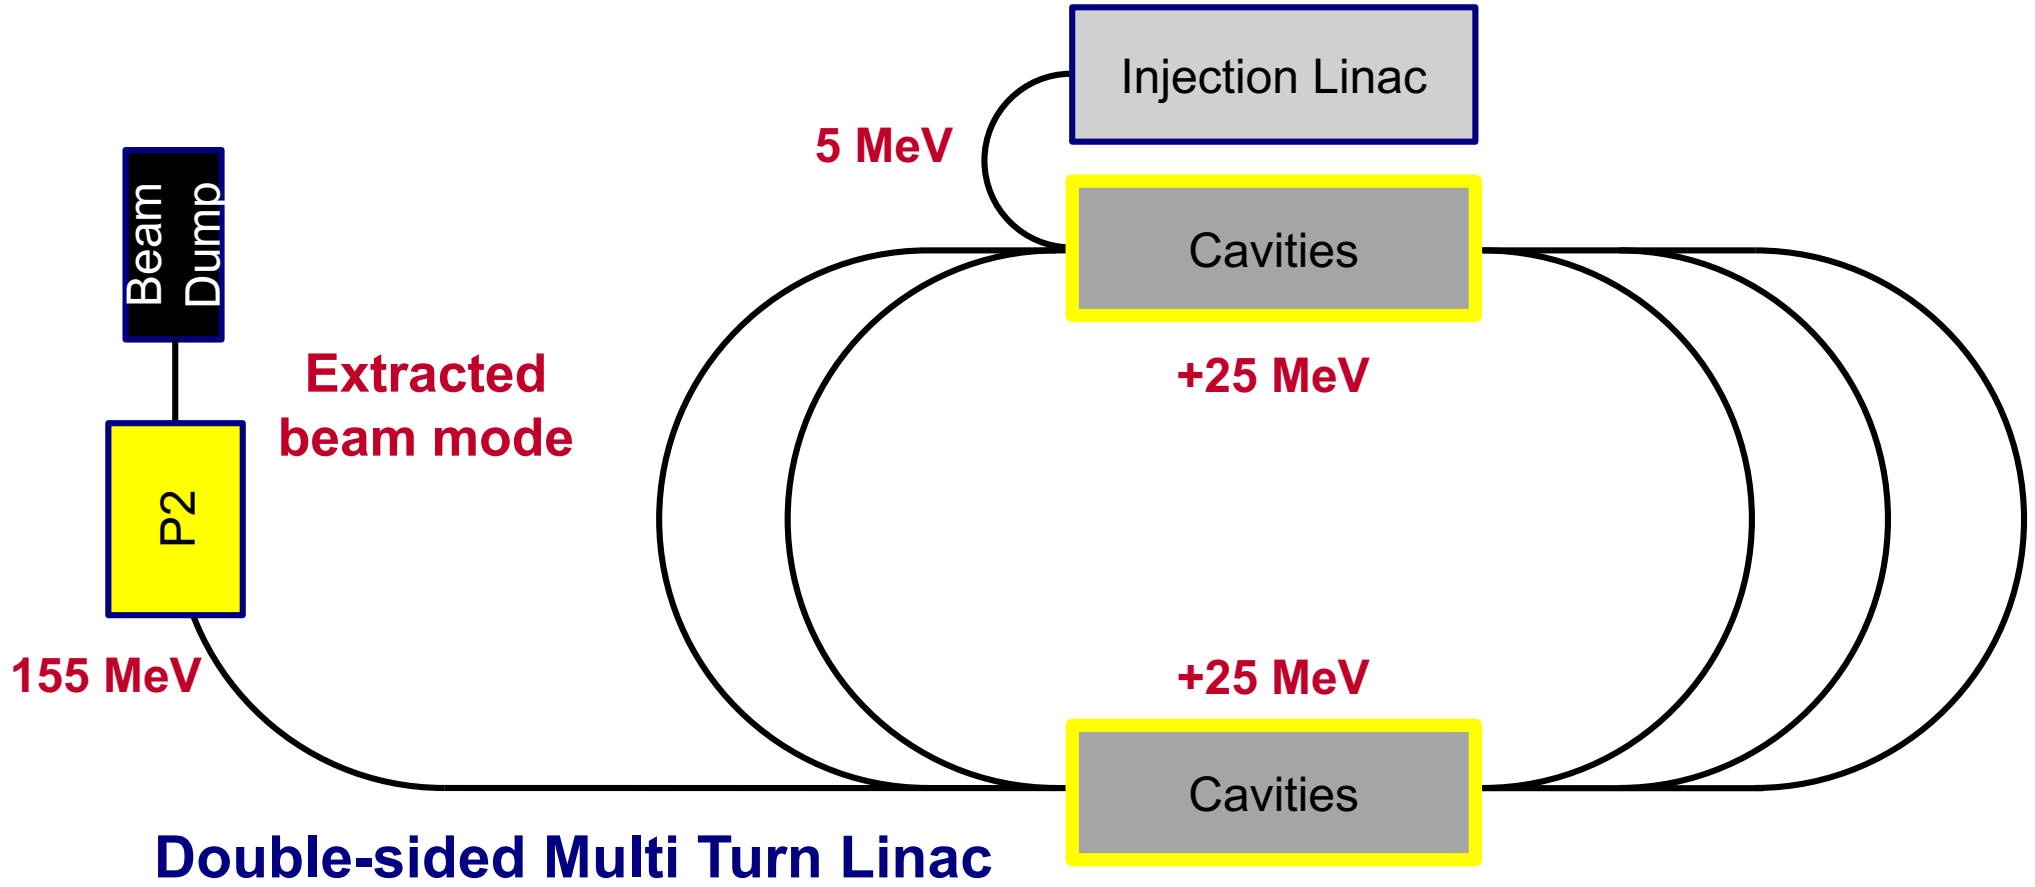 Injection Linac
5 MeV
Cavities
+25 MeV
Beam
Dump
Extracted
beam mode
P2
155 MeV
+25 MeV
Cavities
Double-sided Multi Turn Linac